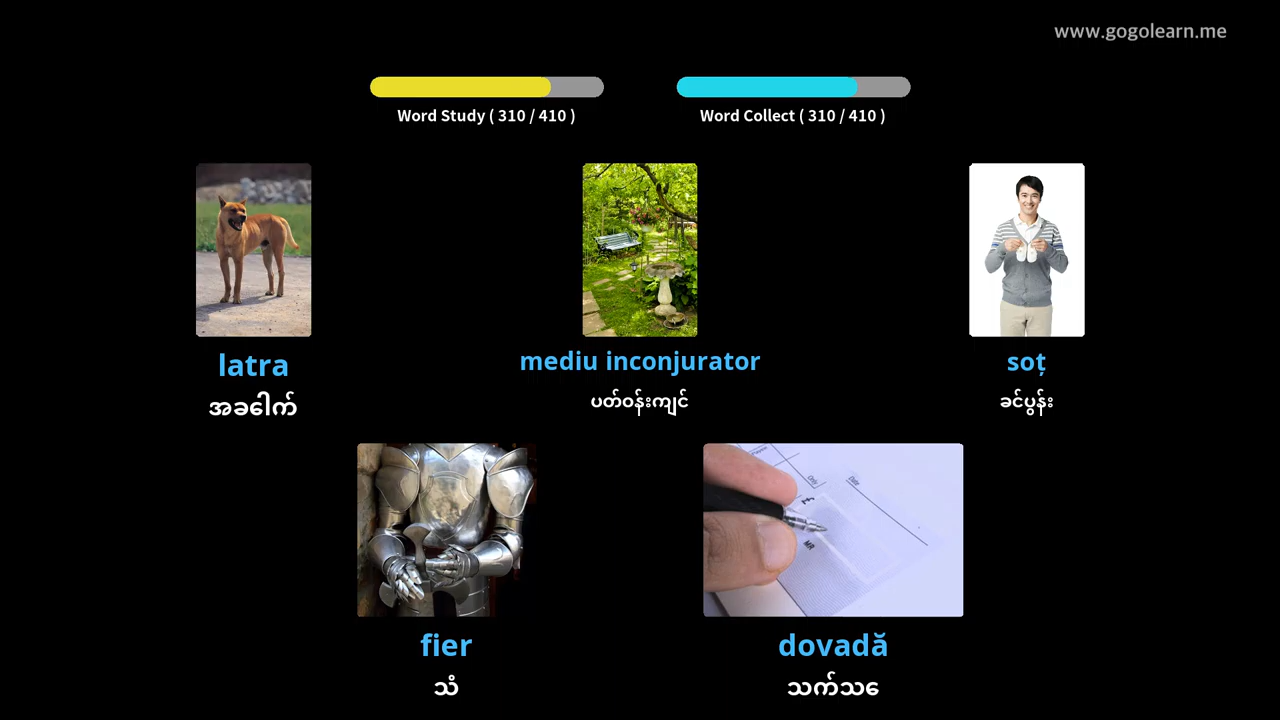 www.gogolearn.me
Word Study ( 310 / 410 )
Word Collect ( 310 / 410 )
latra
အခေါက်
mediu inconjurator
ပတ်ဝန်းကျင်
soț
ခင်ပွန်း
fier
သံ
dovadă
သက်သေ